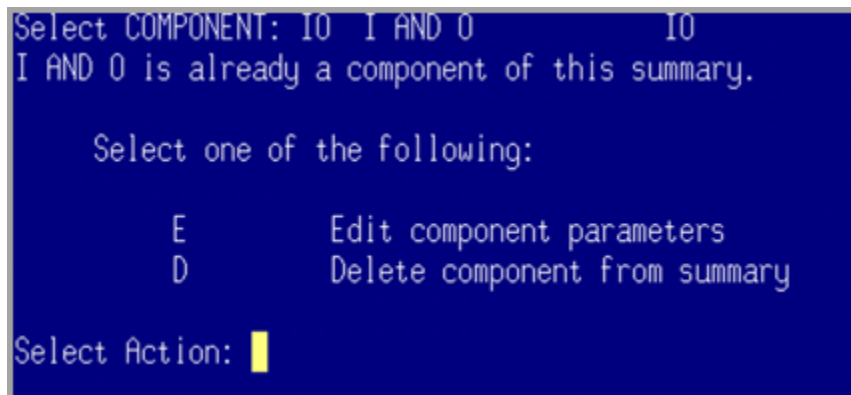 Select COMPONENT: IO  I AND O                IO
I AND O is already a component of this summary.
Select one of the following:
E          Edit component parameters
D          Delete component from summary
Select Action: